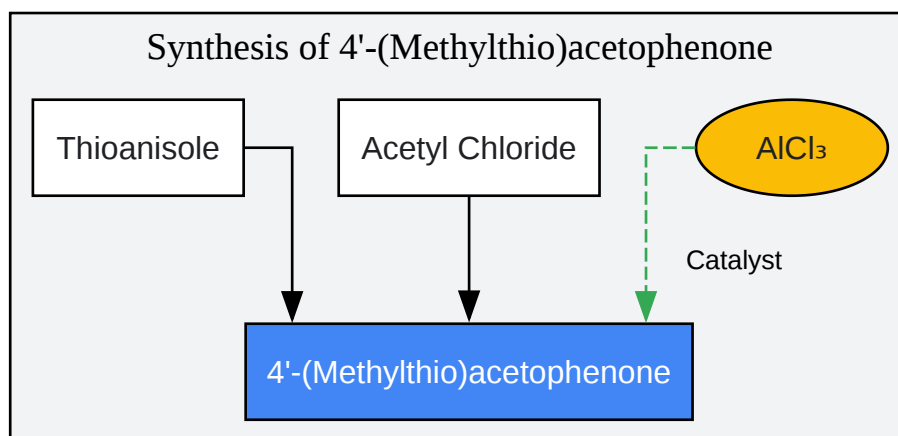 Synthesis of 4'-(Methylthio)acetophenone
Thioanisole
Acetyl Chloride
AlCl₃
Catalyst
4'-(Methylthio)acetophenone